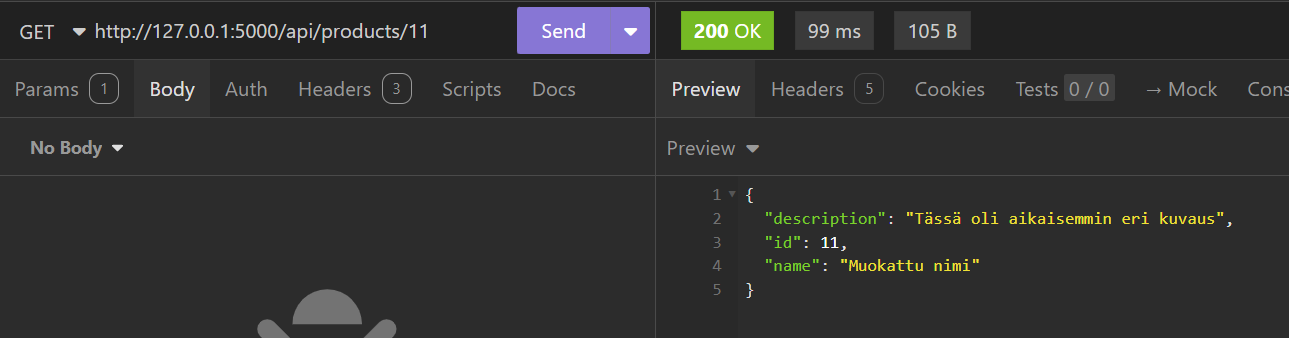 GET http://127.0.0.1:5000/api/products/11 Send 200 OK 99 ms 105 B
Params 1 Body Auth Headers 3 Scripts Docs Preview Headers 5 Cookies Tests 0 / 0 → Mock Cons
No Body Preview
1 {
2 "description": "Tässä oli aikaisemmin eri kuvaus",
3 "id": 11,
4 "name": "Muokattu nimi"
5 }